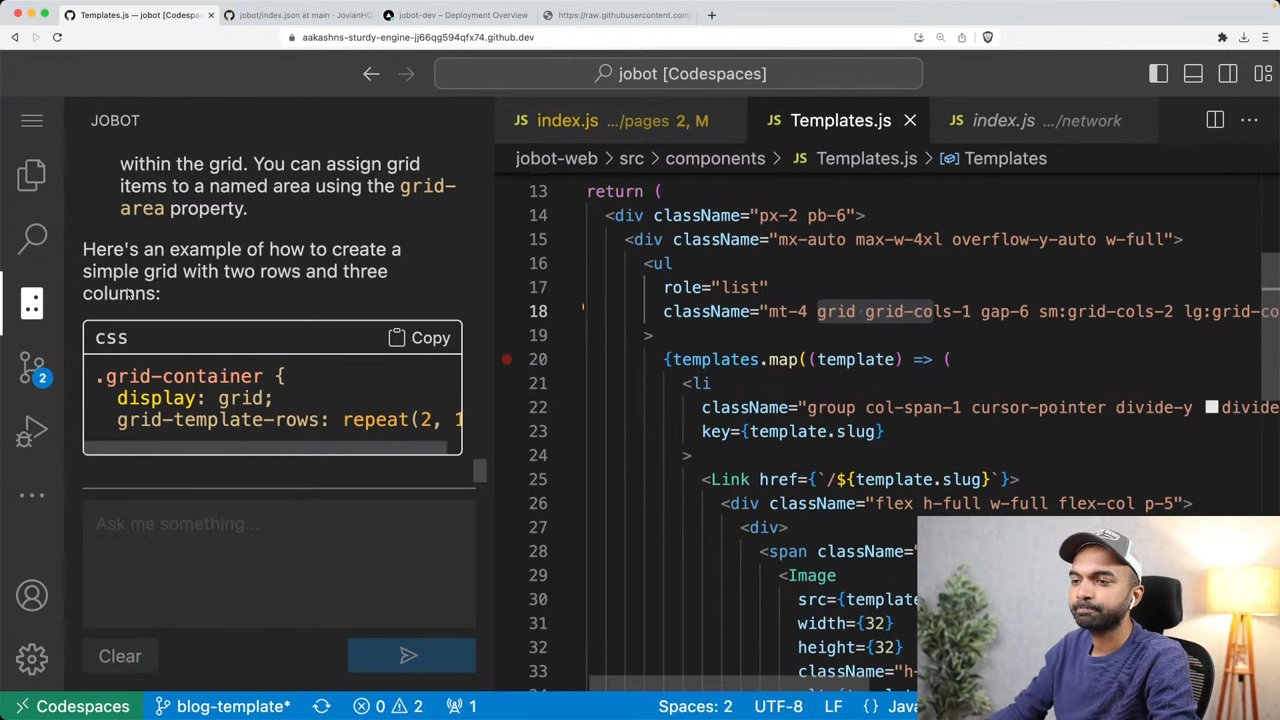 Templates.js — jobot [Codespac
jobot/index.json at main · JovianHQ
jobot-dev – Deployment Overview
https://raw.githubusercontent.com/
aakashns-sturdy-engine-jj66qg594qfx74.github.dev
jobot [Codespaces]
JOBOT
index.js .../pages 2, M
Templates.js
index.js .../network
jobot-web > src > components > Templates.js > Templates
within the grid. You can assign grid
items to a named area using the grid-
area property.
Here's an example of how to create a
simple grid with two rows and three
columns:
css
Copy
.grid-container {
display: grid;
grid-template-rows: repeat(2, 1
Ask me something...
Clear
13 return (
14 <div className="px-2 pb-6">
15 <div className="mx-auto max-w-4xl overflow-y-auto w-full">
16 <ul
17 role="list"
18 className="mt-4 grid grid-cols-1 gap-6 sm:grid-cols-2 lg:grid-co
19 >
20 {templates.map((template) => (
21 <li
22 className="group col-span-1 cursor-pointer divide-y divide
23 key={template.slug}
24 >
25 <Link href={`/${template.slug}`}>
26 <div className="flex h-full w-full flex-col p-5">
27 <div>
28 <span className="
29 <Image
30 src={template
31 width={32}
32 height={32}
33 className="h-
2
Codespaces
blog-template*
0 2
1
Spaces: 2
UTF-8
LF
{} Java